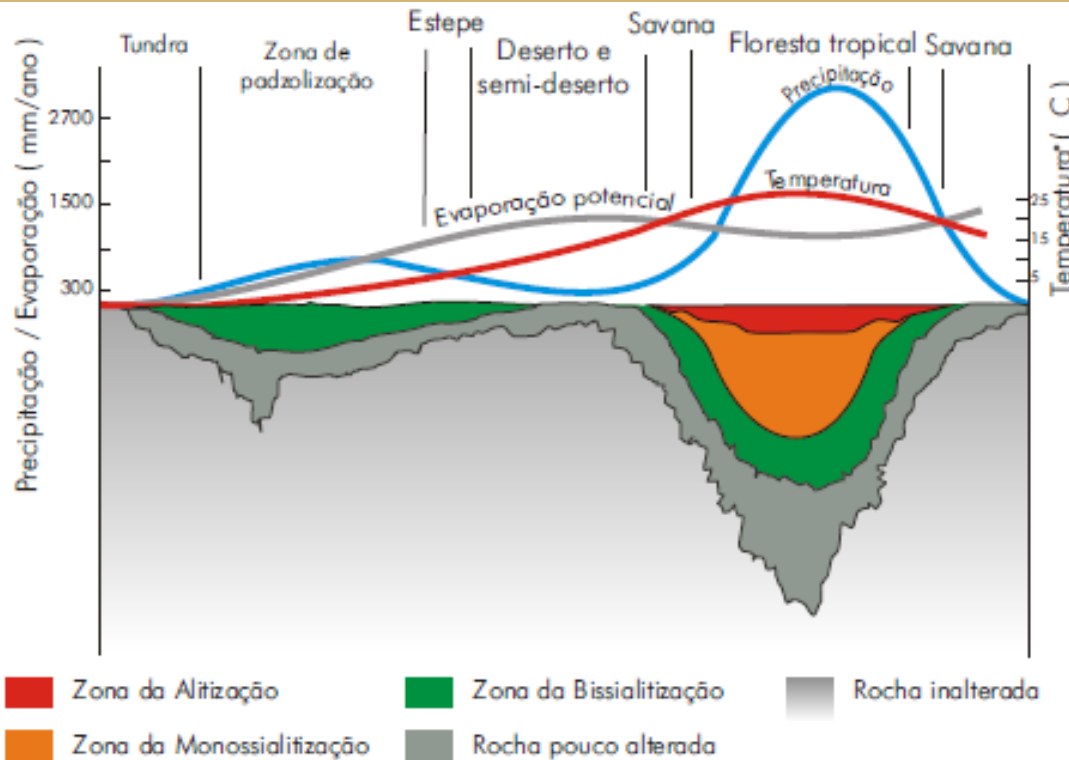 Tundra
Zona de
padzolização
Estepe
Deserto e
semi-deserto
Savana
Floresta tropical
Savana
Precipitação / Evaporação ( mm/ano )
2700
1500
300
Precipitação
Temperatura
Evaporação potencial
25
15
5
Temperatura° ( C )
Zona da Alitização
Zona da Bissialitização
Rocha inalterada
Zona da Monossialitização
Rocha pouco alterada